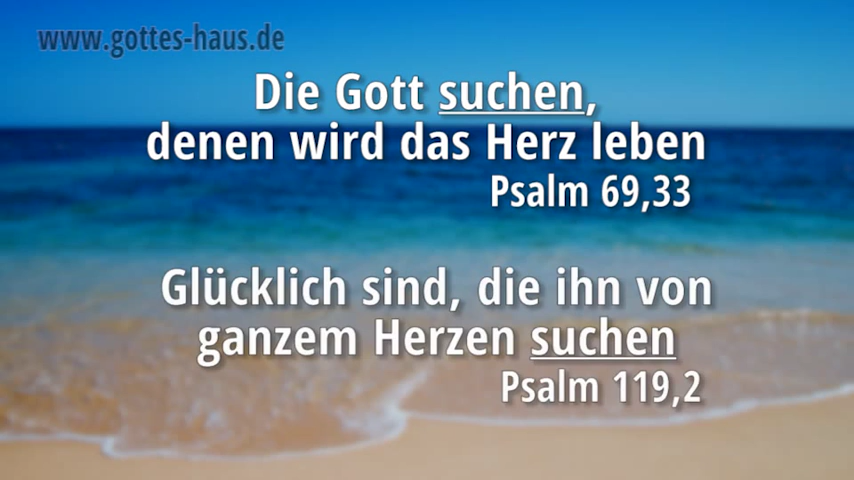 www.gottes-haus.de
Die Gott suchen,
denen wird das Herz leben
Psalm 69,33
Glücklich sind, die ihn von
ganzem Herzen suchen
Psalm 119,2